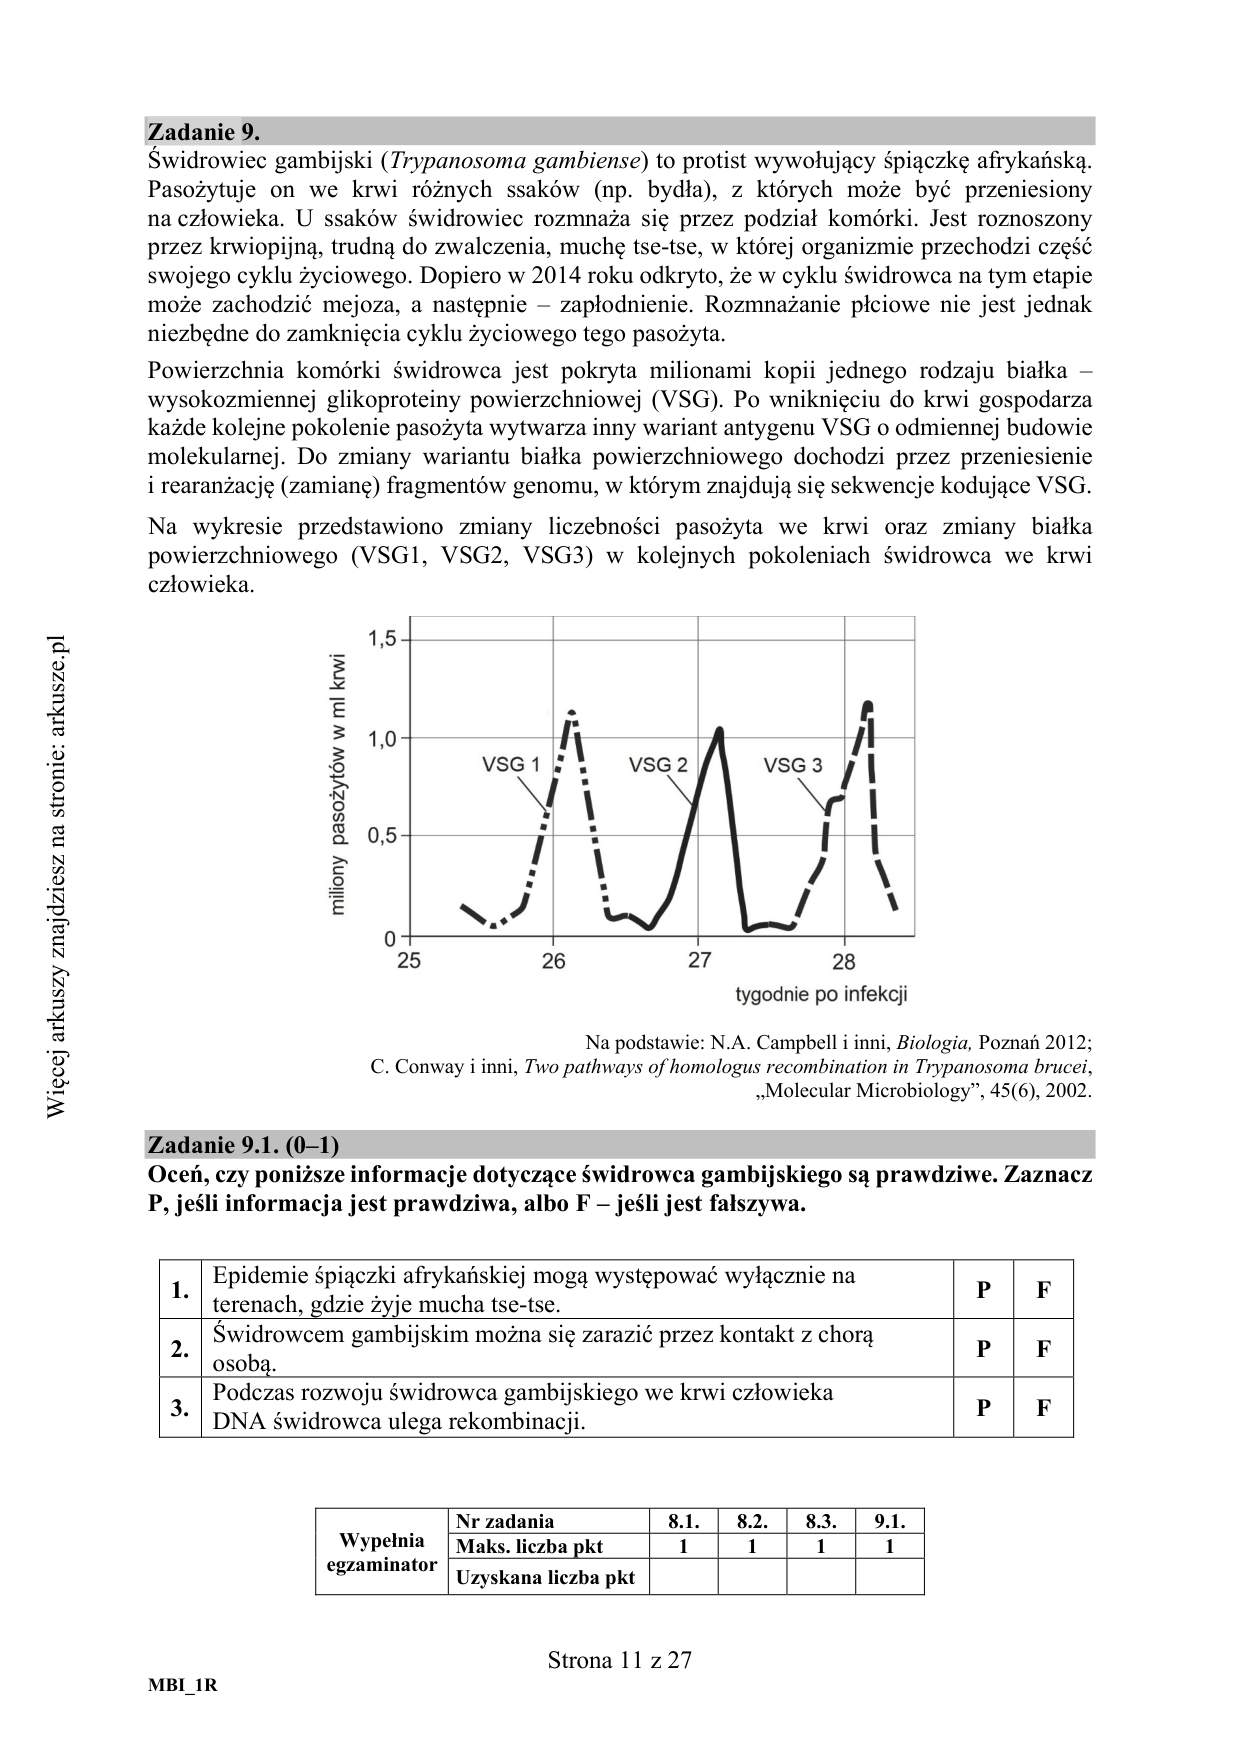 Zadanie 9.
Świdrowiec gambijski (Trypanosoma gambiense) to protist wywołujący śpiączkę afrykańską.
Pasożytuje on we krwi różnych ssaków (np. bydła), z których może być przeniesiony
na człowieka. U ssaków świdrowiec rozmnaża się przez podział komórki. Jest roznoszony
przez krwiopijną, trudną do zwalczenia, muchę tse-tse, w której organizmie przechodzi część
swojego cyklu życiowego. Dopiero w 2014 roku odkryto, że w cyklu świdrowca na tym etapie
może zachodzić mejoza, a następnie – zapłodnienie. Rozmnażanie płciowe nie jest jednak
niezbędne do zamknięcia cyklu życiowego tego pasożyta.
Powierzchnia komórki świdrowca jest pokryta milionami kopii jednego rodzaju białka –
wysokozmiennej glikoproteiny powierzchniowej (VSG). Po wniknięciu do krwi gospodarza
każde kolejne pokolenie pasożyta wytwarza inny wariant antygenu VSG o odmiennej budowie
molekularnej. Do zmiany wariantu białka powierzchniowego dochodzi przez przeniesienie
i rearanżację (zamianę) fragmentów genomu, w którym znajdują się sekwencje kodujące VSG.
Na wykresie przedstawiono zmiany liczebności pasożyta we krwi oraz zmiany białka
powierzchniowego (VSG1, VSG2, VSG3) w kolejnych pokoleniach świdrowca we krwi
człowieka.
miliony pasożytów w ml krwi
1,5
1,0
0,5
0
VSG 1
VSG 2
VSG 3
25
26
27
28
tygodnie po infekcji
Na podstawie: N.A. Campbell i inni, Biologia, Poznań 2012;
C. Conway i inni, Two pathways of homologus recombination in Trypanosoma brucei,
„Molecular Microbiology”, 45(6), 2002.
Zadanie 9.1. (0–1)
Oceń, czy poniższe informacje dotyczące świdrowca gambijskiego są prawdziwe. Zaznacz
P, jeśli informacja jest prawdziwa, albo F – jeśli jest fałszywa.
1. Epidemie śpiączki afrykańskiej mogą występować wyłącznie na
terenach, gdzie żyje mucha tse-tse. P F
2. Świdrowcem gambijskim można się zarazić przez kontakt z chorą
osobą. P F
3. Podczas rozwoju świdrowca gambijskiego we krwi człowieka
DNA świdrowca ulega rekombinacji. P F
Wypełnia
egzaminator
Nr zadania 8.1. 8.2. 8.3. 9.1.
Maks. liczba pkt 1 1 1 1
Uzyskana liczba pkt
Strona 11 z 27
MBI_1R
Więcej arkuszy znajdziesz na stronie: arkusze.pl